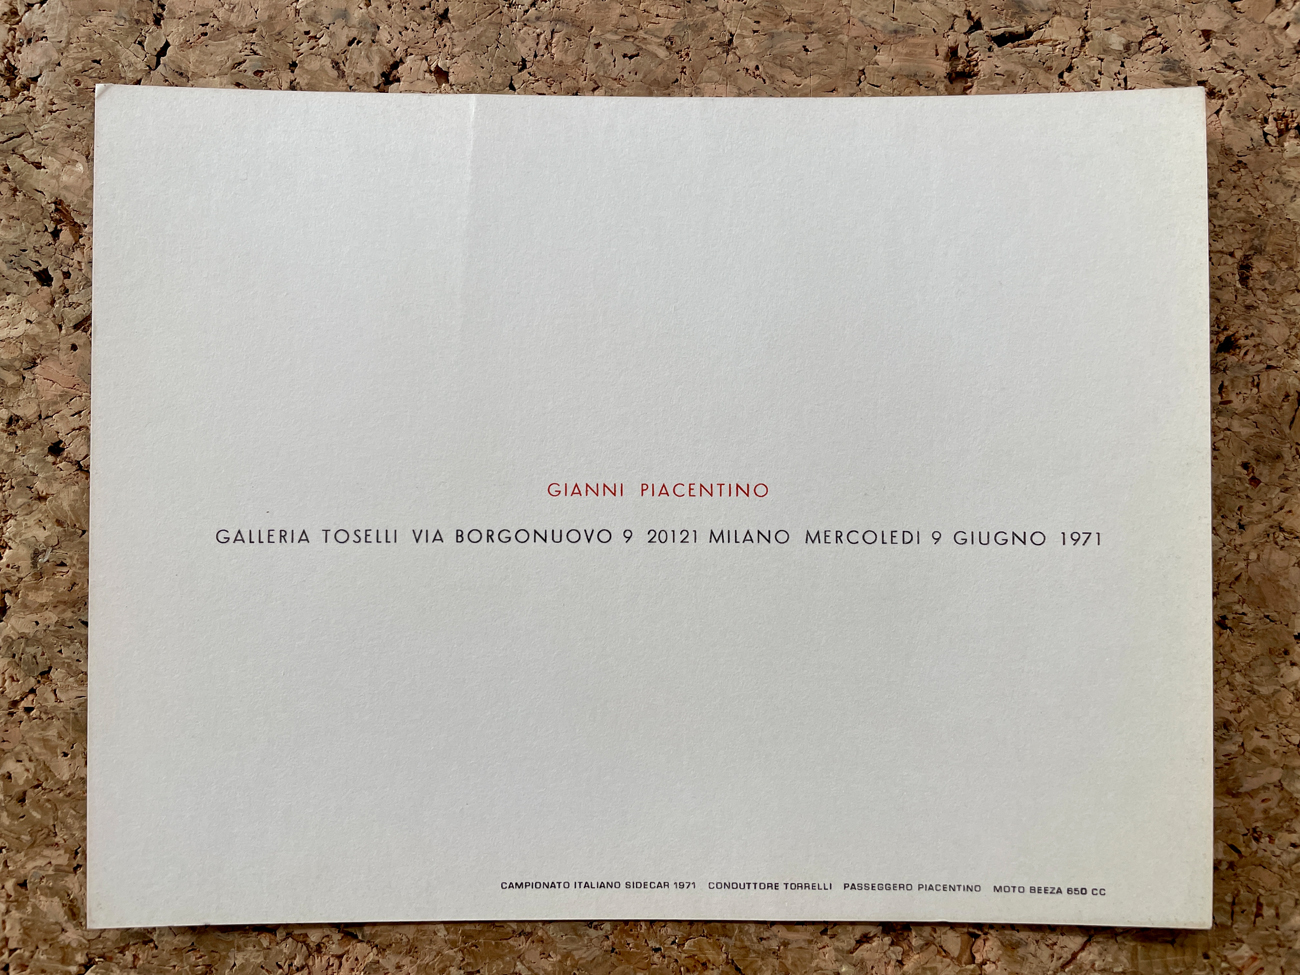 GIANNI PIACENTINO
GALLERIA TOSELLI VIA BORGONUOVO 9 20121 MILANO MERCOLEDI 9 GIUGNO 1971
CAMPIONATO ITALIANO SIDECAR 1971 CONDUTTORE TORRELLI PASSEGGERO PIACENTINO MOTO BEEZA 650 CC